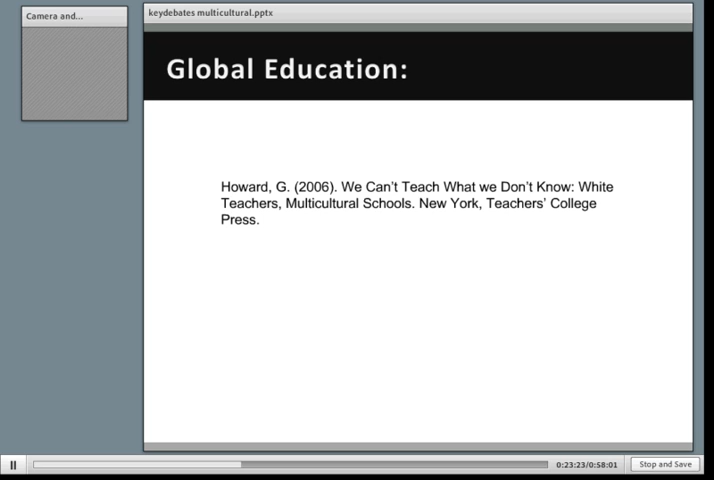 Camera and...
keydebates multicultural.pptx
Global Education:
Howard, G. (2006). We Can't Teach What we Don't Know: White
Teachers, Multicultural Schools. New York, Teachers' College
Press.
0:23:23/0:58:01
Stop and Save